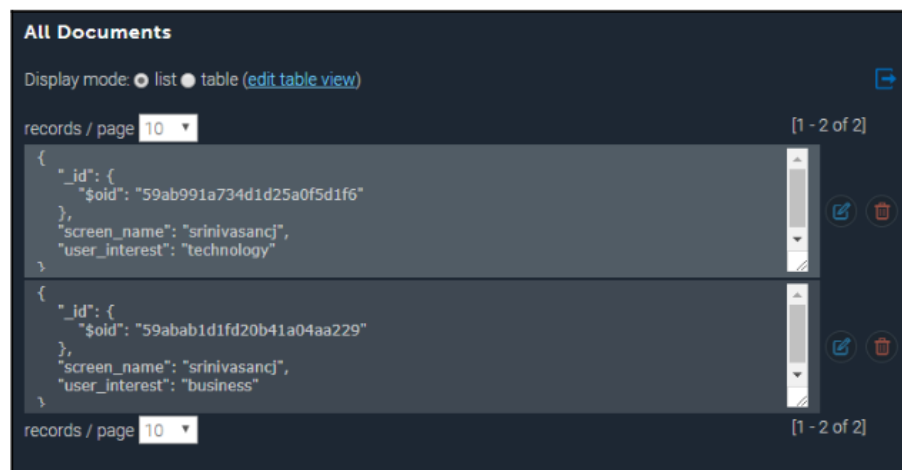 All Documents
Display mode: list table (edit table view)
records / page 10 [1 - 2 of 2]
{
"_id": {
"$oid": "59ab991a734d1d25a0f5d1f6"
},
"screen_name": "srinivasancj",
"user_interest": "technology"
}
{
"_id": {
"$oid": "59abab1d1fd20b41a04aa229"
},
"screen_name": "srinivasancj",
"user_interest": "business"
}
records / page 10 [1 - 2 of 2]